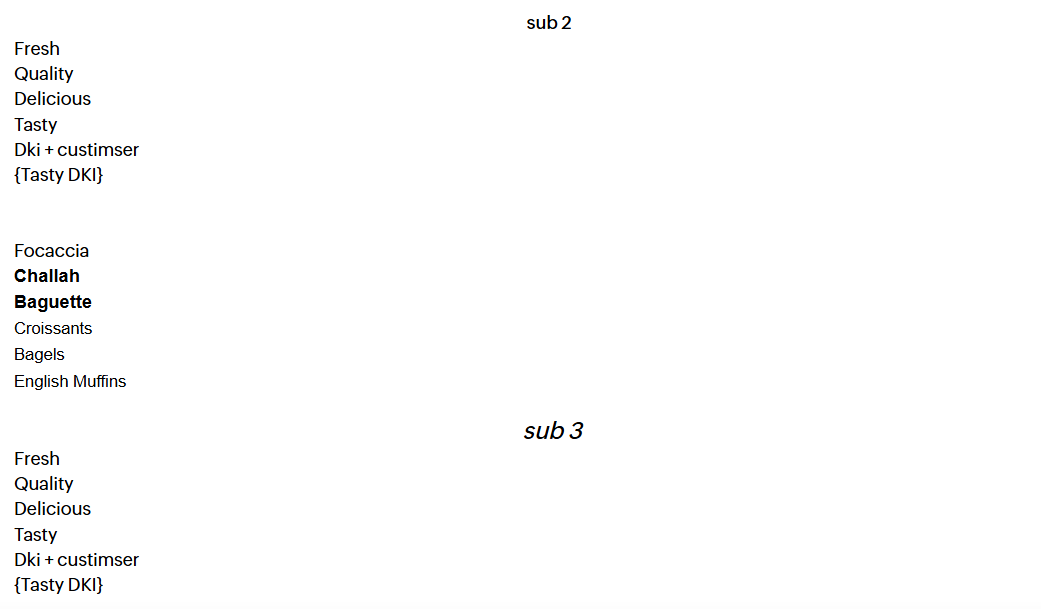 sub 2
Fresh
Quality
Delicious
Tasty
Dki + custimser
{Tasty DKI}
Focaccia
Challah
Baguette
Croissants
Bagels
English Muffins
sub 3
Fresh
Quality
Delicious
Tasty
Dki + custimser
{Tasty DKI}